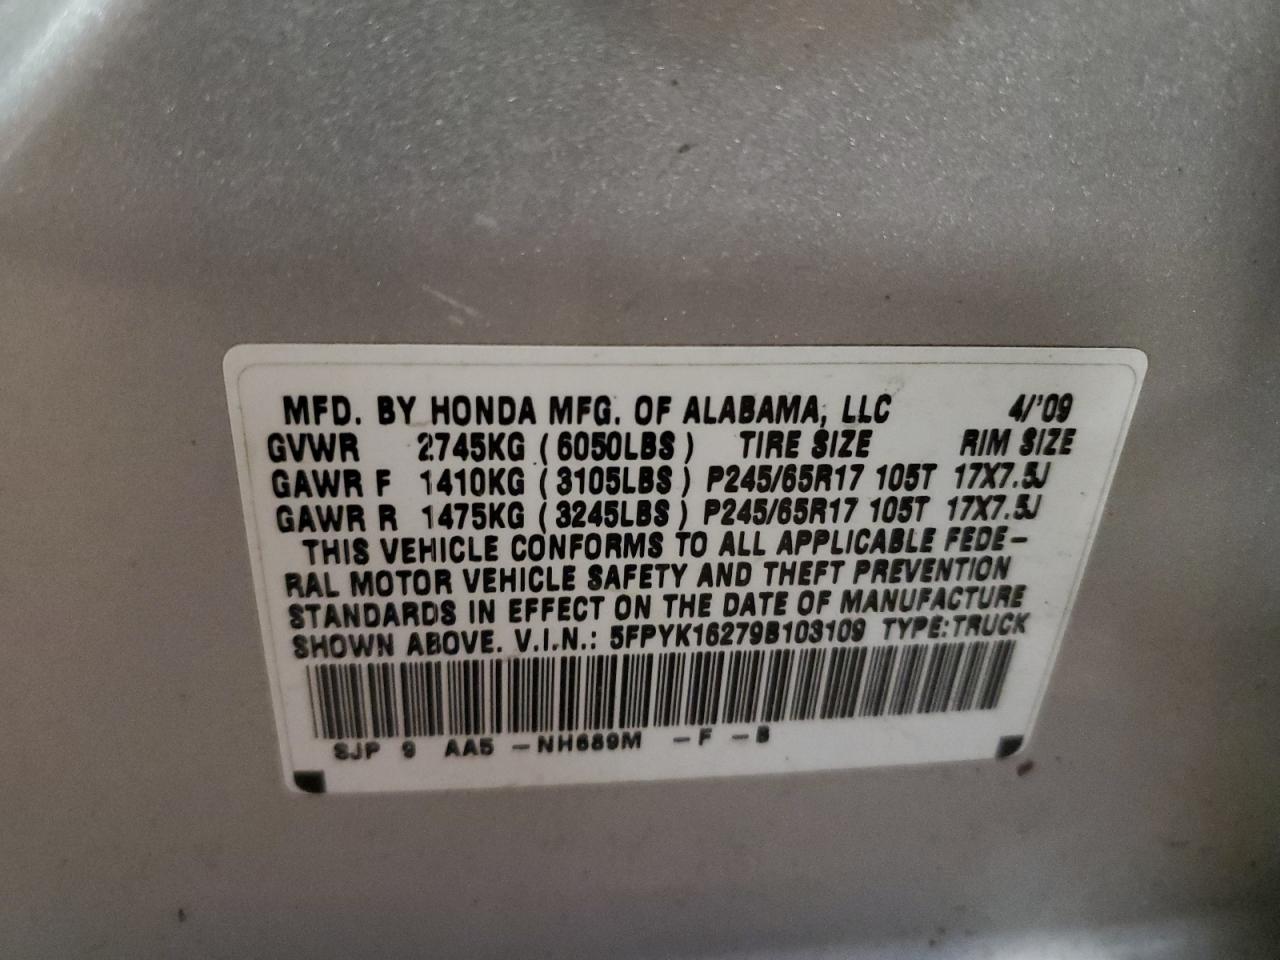 MFD. BY HONDA MFG. OF ALABAMA, LLC 4/'09
GVWR 2745KG (6050LBS) TIRE SIZE RIM SIZE
GAWR F 1410KG (3105LBS) P245/65R17 105T 17X7.5J
GAWR R 1475KG (3245LBS) P245/65R17 105T 17X7.5J
THIS VEHICLE CONFORMS TO ALL APPLICABLE FEDE-
RAL MOTOR VEHICLE SAFETY AND THEFT PREVENTION
STANDARDS IN EFFECT ON THE DATE OF MANUFACTURE
SHOWN ABOVE. V.I.N.: 5FPYK16279B103109 TYPE:TRUCK
SJP 9 AA5 -NH689M -F -B